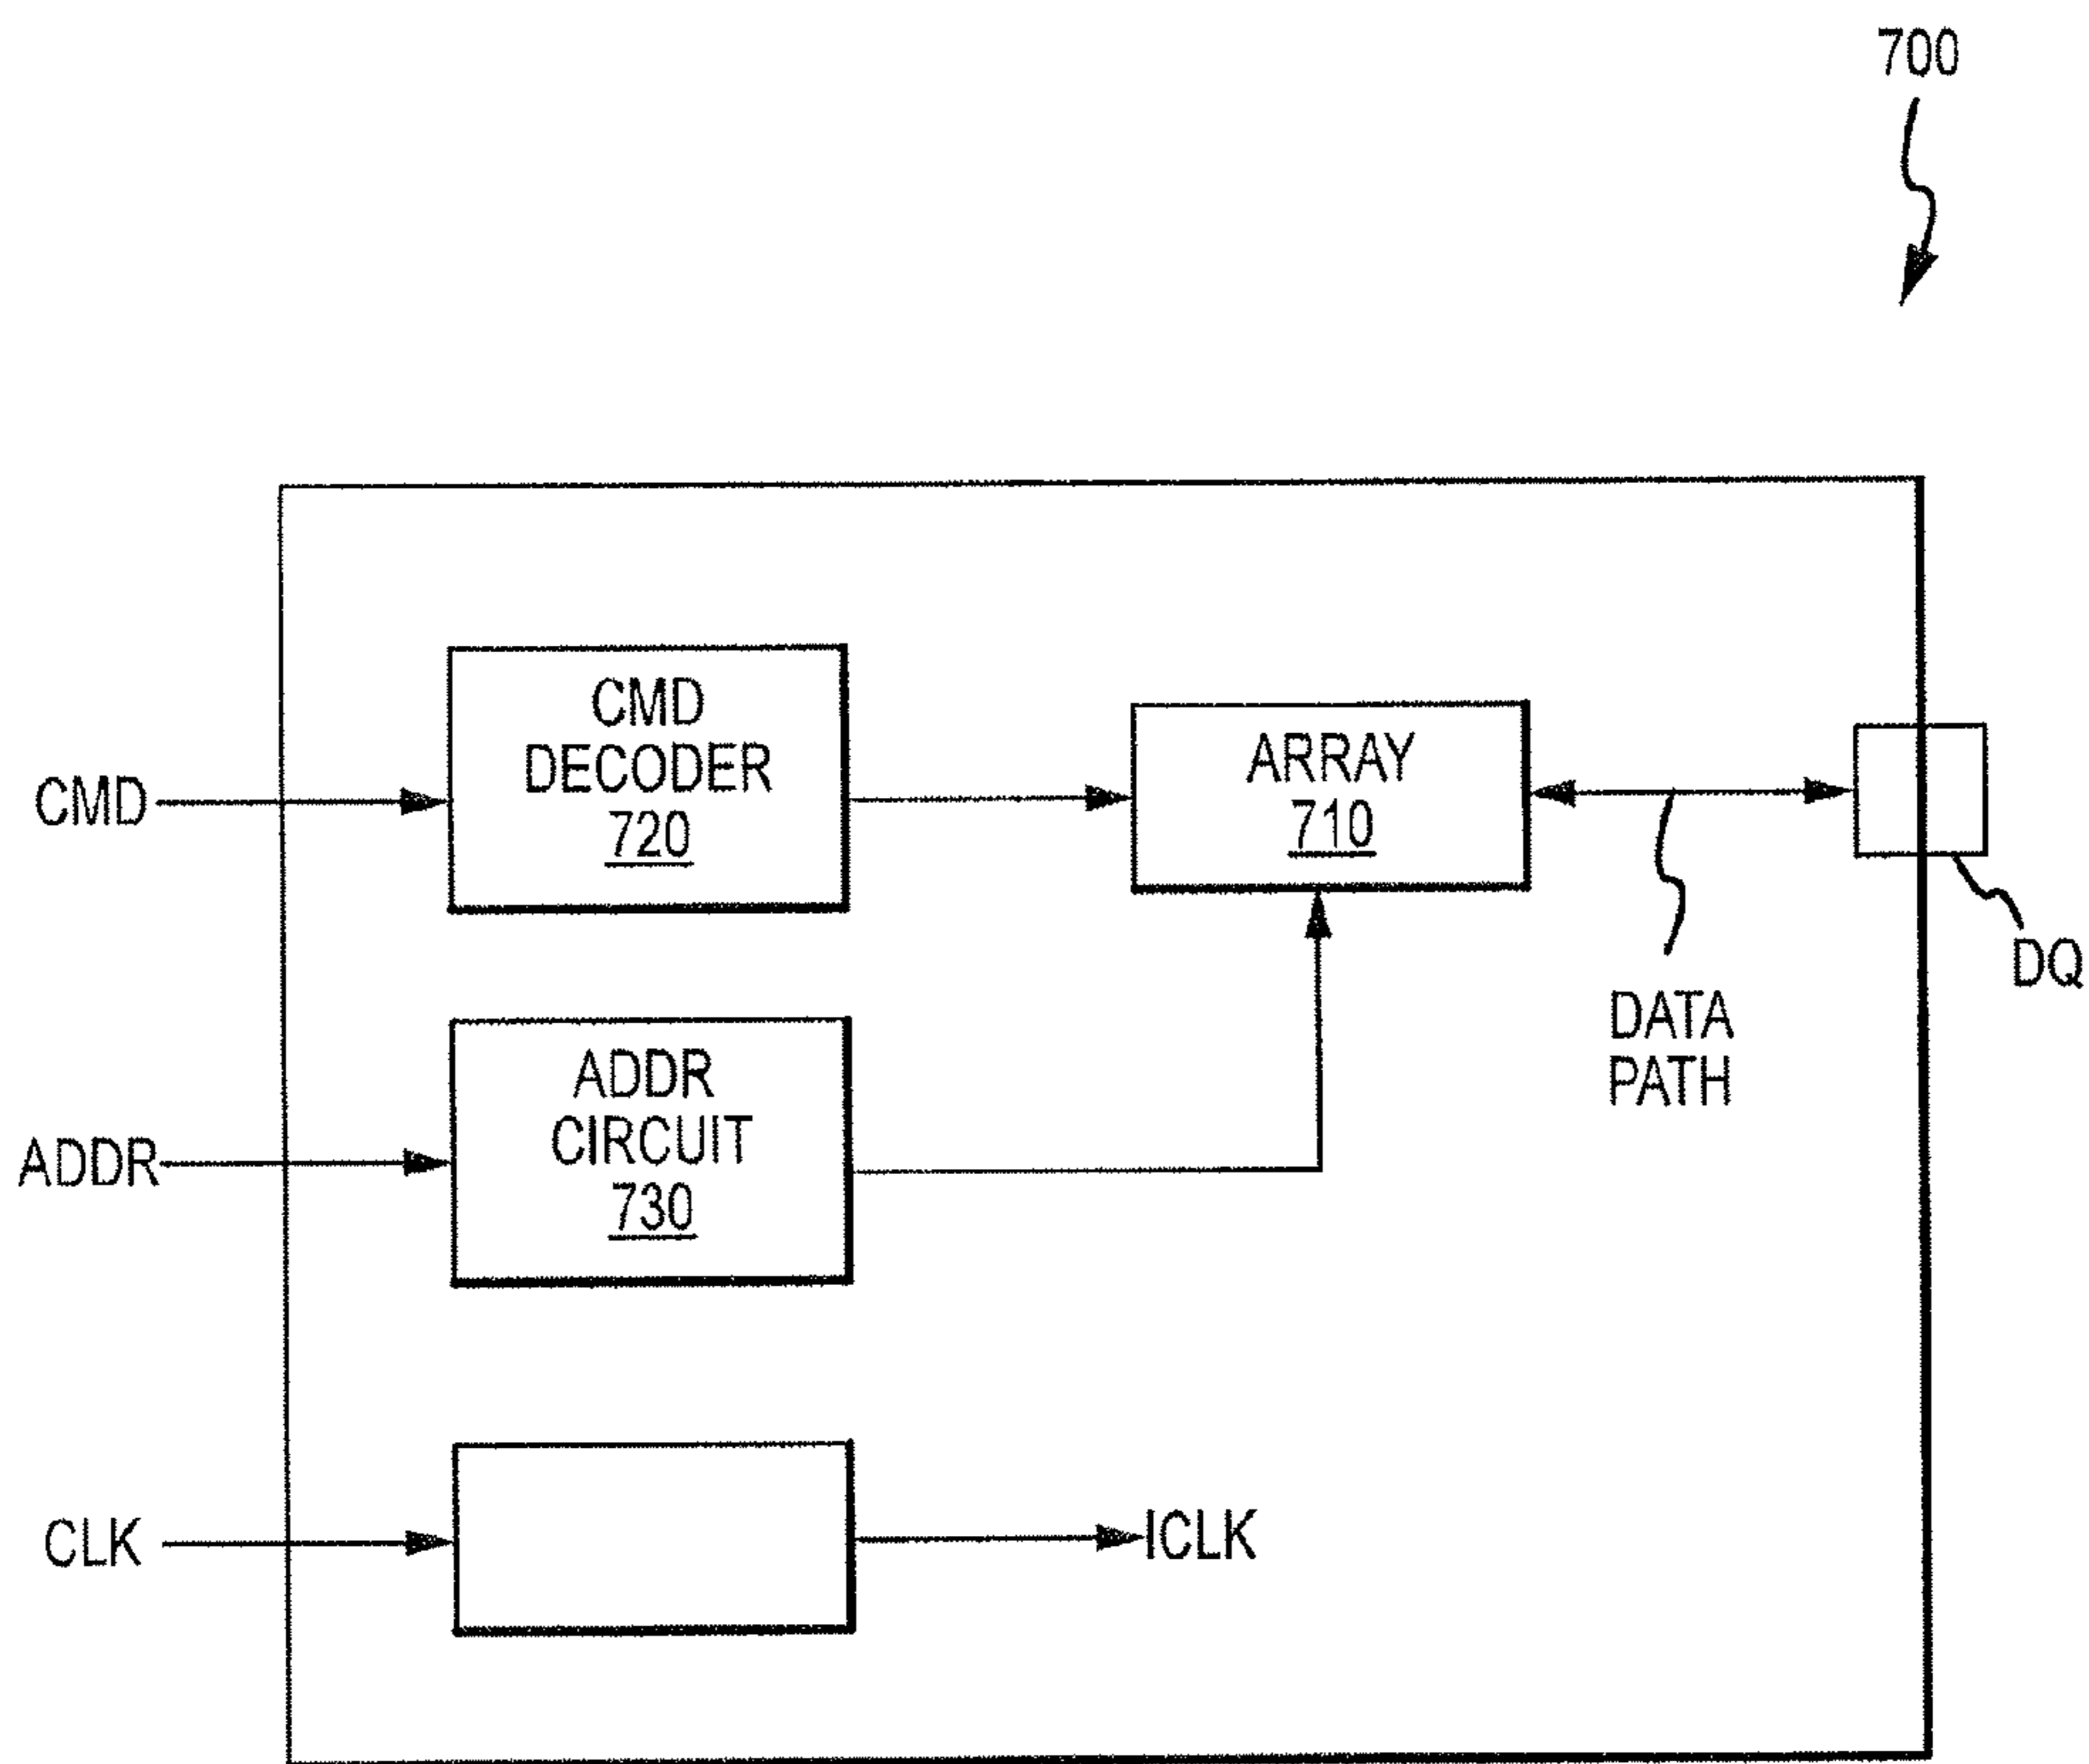 700
CMD
DECODER
720
ARRAY
710
CMD
DQ
DATA
PATH
ADDR
CIRCUIT
730
ADDR
CLK
ICLK